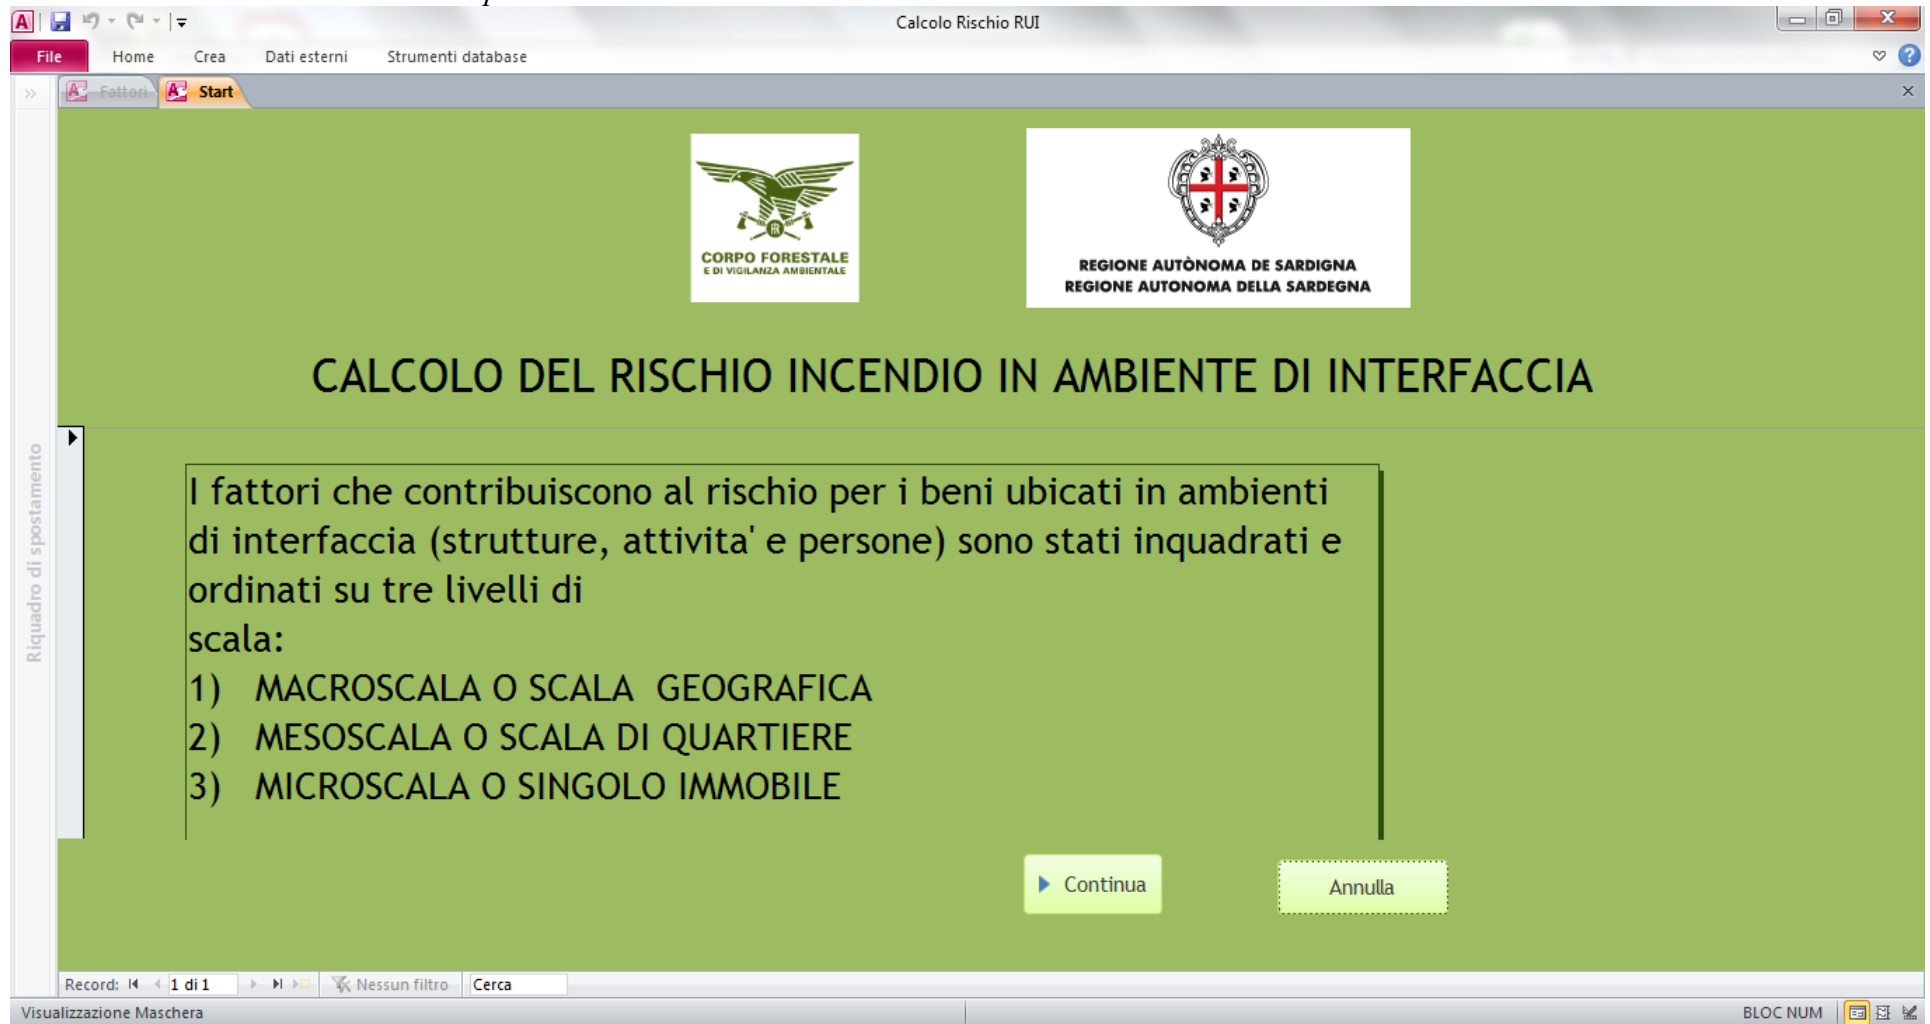 Calcolo Rischio RUI
File Home Crea Dati esterni Strumenti database
Fattori Start
CORPO FORESTALE
E DI VIGILANZA AMBIENTALE
REGIONE AUTÒNOMA DE SARDIGNA
REGIONE AUTONOMA DELLA SARDEGNA
CALCOLO DEL RISCHIO INCENDIO IN AMBIENTE DI INTERFACCIA
Riquadro di spostamento
I fattori che contribuiscono al rischio per i beni ubicati in ambienti
di interfaccia (strutture, attivita' e persone) sono stati inquadrati e
ordinati su tre livelli di
scala:
1) MACROSCALA O SCALA GEOGRAFICA
2) MESOSCALA O SCALA DI QUARTIERE
3) MICROSCALA O SINGOLO IMMOBILE
Continua Annulla
Record: 1 di 1 Nessun filtro Cerca
Visualizzazione Maschera BLOC NUM